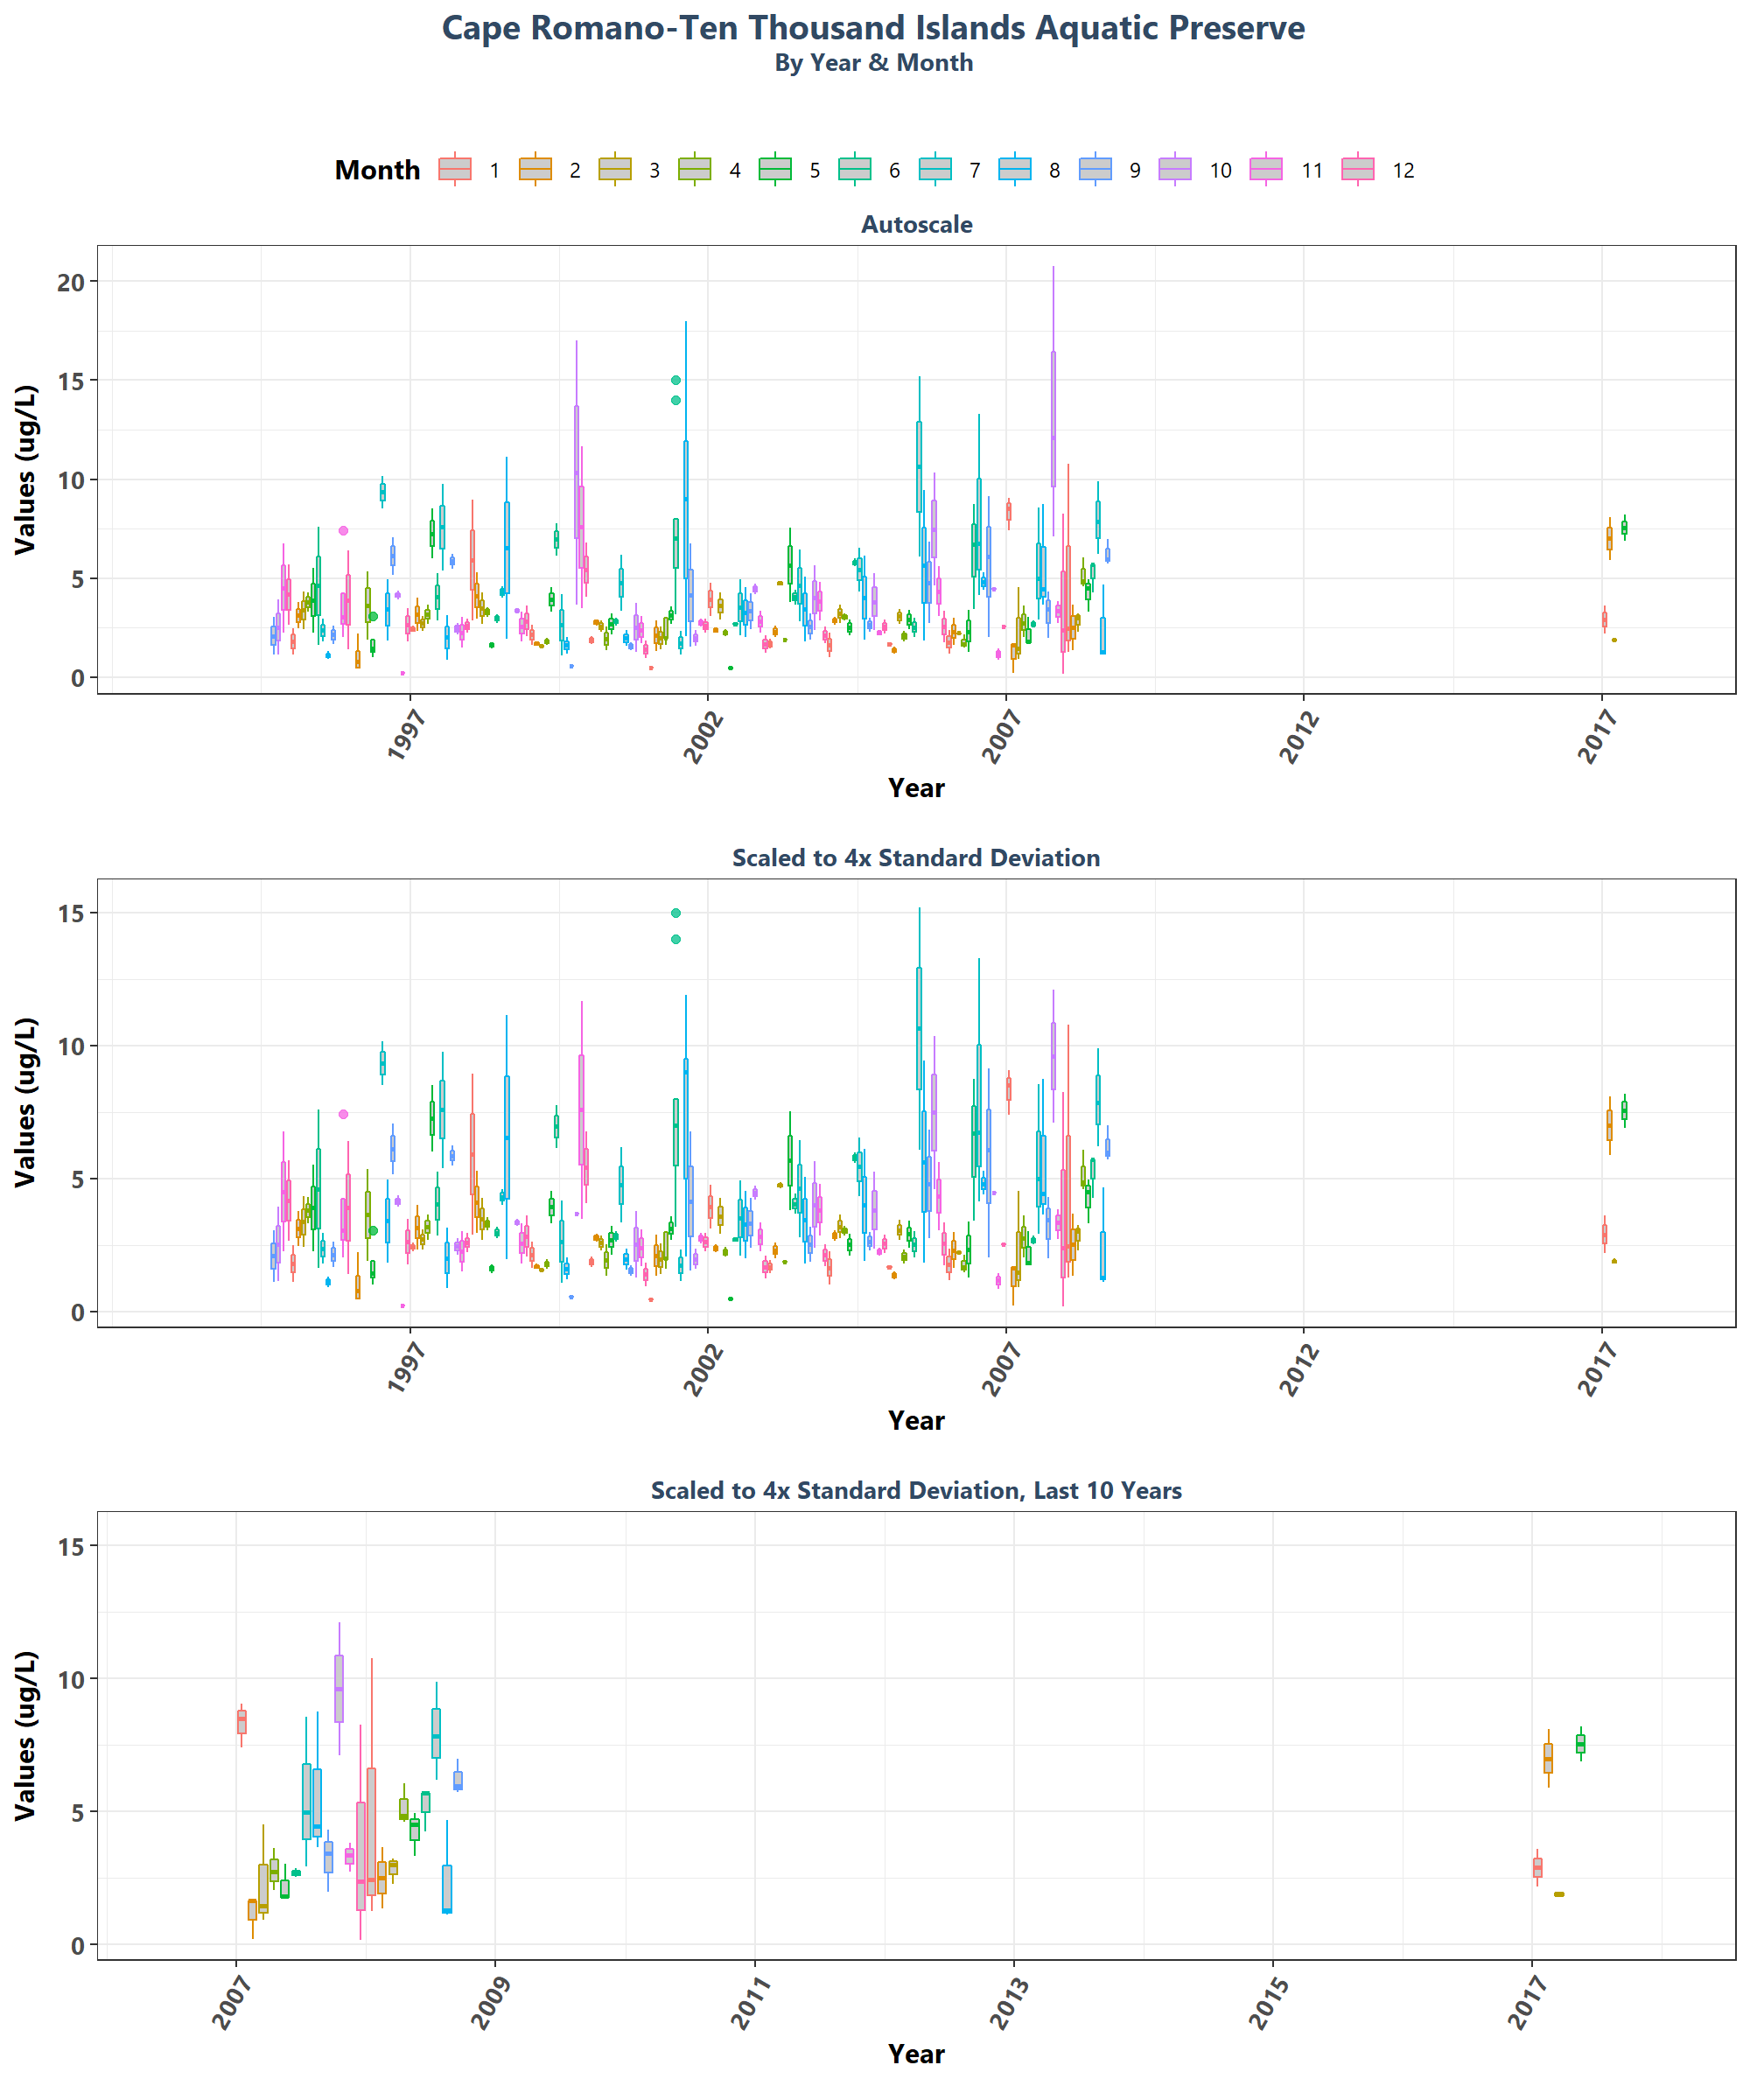 Cape Romano-Ten Thousand Islands Aquatic Preserve
By Year & Month
Month 1 2 3 4 5 6 7 8 9 10 11 12
Autoscale
Values (ug/L)
20
15
10
5
0
1997 2002 2007 2012 2017
Year
Scaled to 4x Standard Deviation
Values (ug/L)
15
10
5
0
1997 2002 2007 2012 2017
Year
Scaled to 4x Standard Deviation, Last 10 Years
Values (ug/L)
15
10
5
0
2007 2009 2011 2013 2015 2017
Year